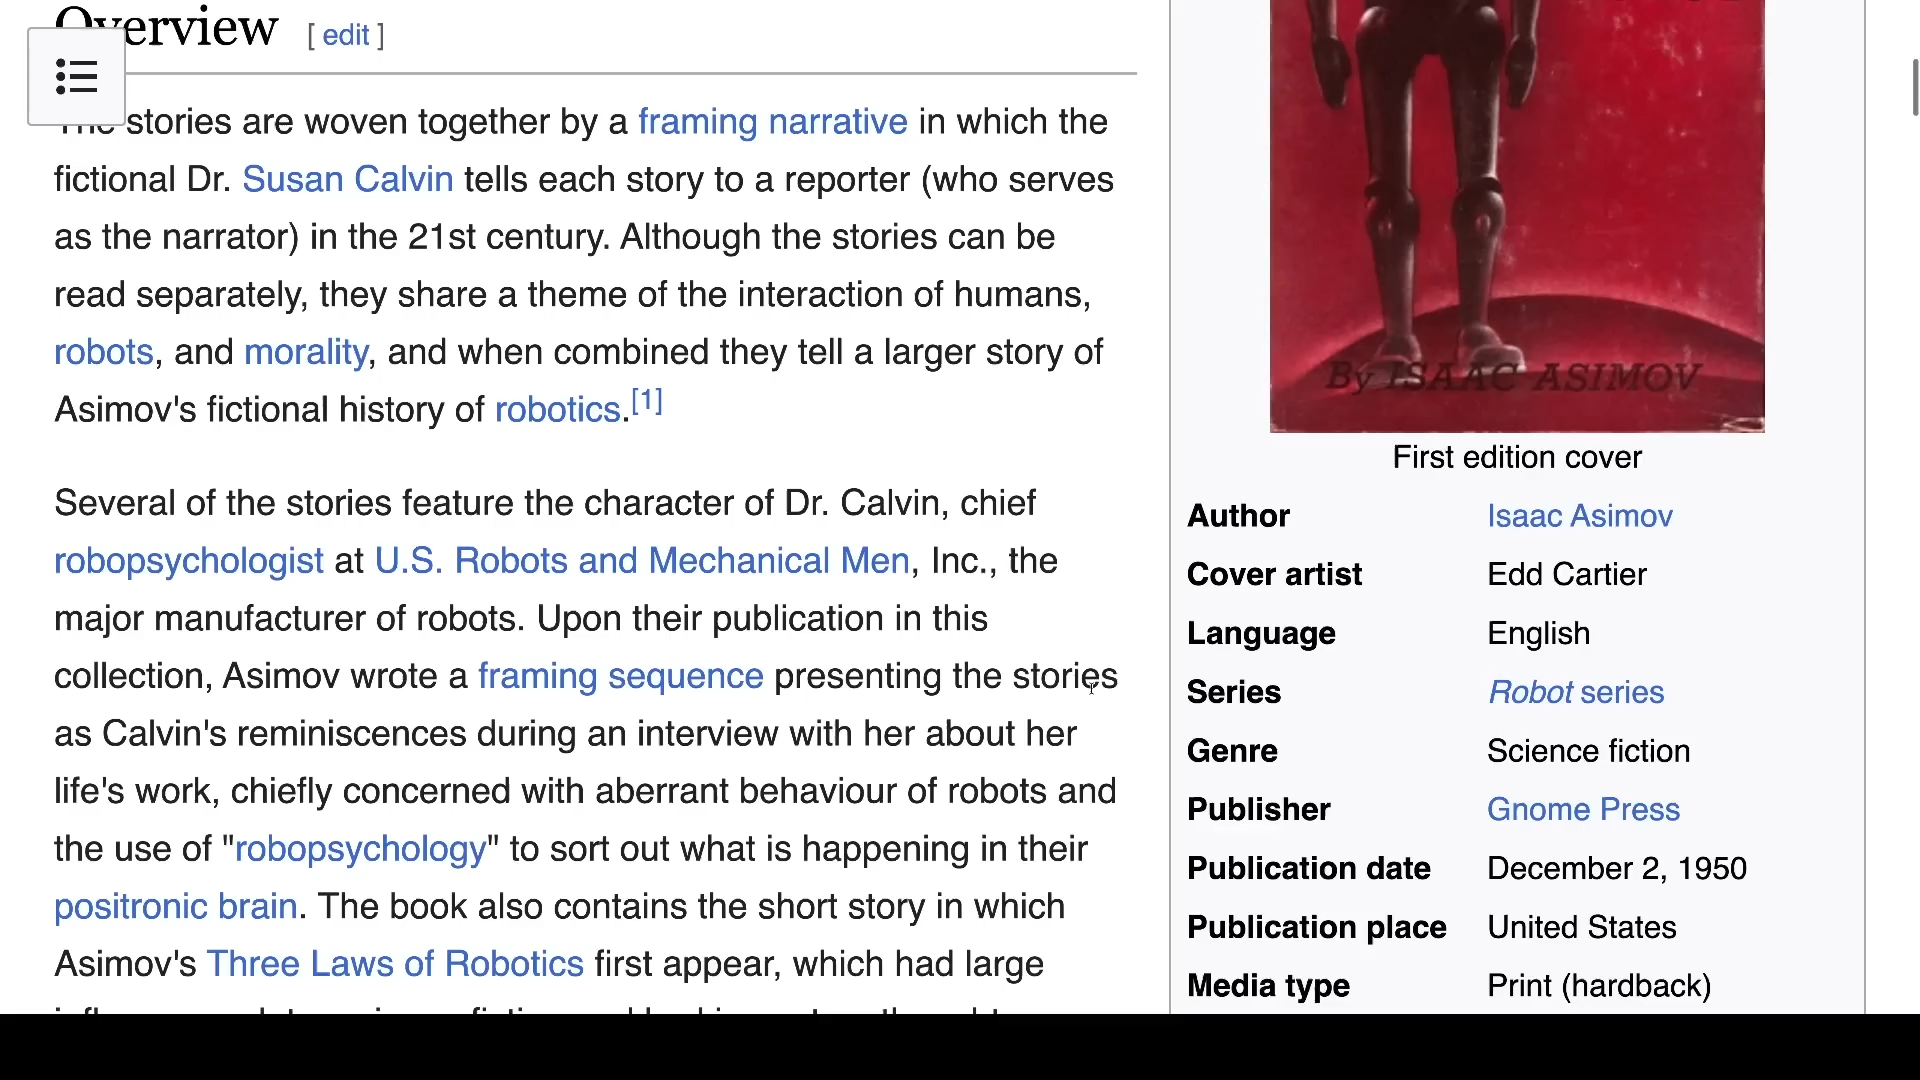 Overview [ edit ]
The stories are woven together by a framing narrative in which the
fictional Dr. Susan Calvin tells each story to a reporter (who serves
as the narrator) in the 21st century. Although the stories can be
read separately, they share a theme of the interaction of humans,
robots, and morality, and when combined they tell a larger story of
Asimov's fictional history of robotics.[1]
Several of the stories feature the character of Dr. Calvin, chief
robopsychologist at U.S. Robots and Mechanical Men, Inc., the
major manufacturer of robots. Upon their publication in this
collection, Asimov wrote a framing sequence presenting the stories
as Calvin's reminiscences during an interview with her about her
life's work, chiefly concerned with aberrant behaviour of robots and
the use of "robopsychology" to sort out what is happening in their
positronic brain. The book also contains the short story in which
Asimov's Three Laws of Robotics first appear, which had large
By ISAAC ASIMOV
First edition cover
Author Isaac Asimov
Cover artist Edd Cartier
Language English
Series Robot series
Genre Science fiction
Publisher Gnome Press
Publication date December 2, 1950
Publication place United States
Media type Print (hardback)